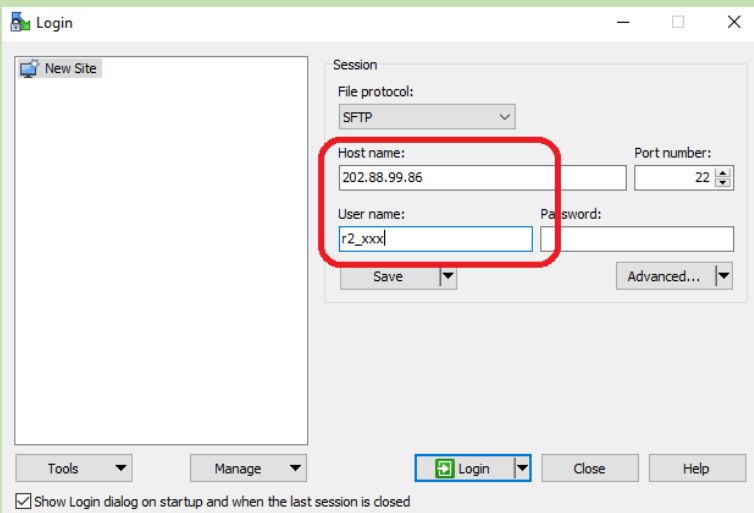 Login
New Site
Session
File protocol:
SFTP
Host name:
Port number:
202.88.99.86
22
User name:
Password:
r2_xxx
Save
Advanced...
Tools
Manage
Login
Close
Help
Show Login dialog on startup and when the last session is closed